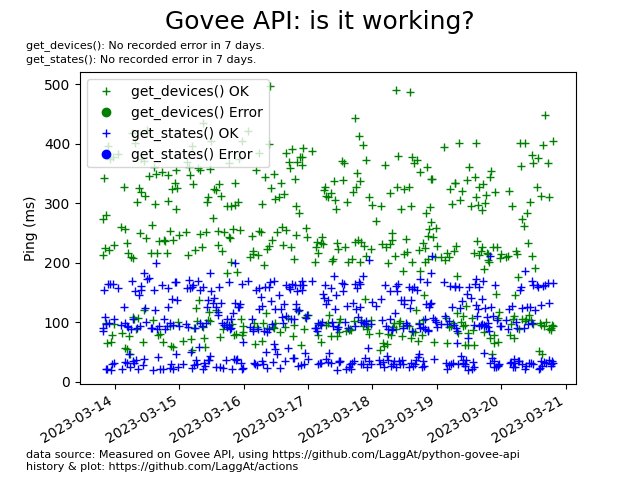 Govee API: is it working?
get_devices(): No recorded error in 7 days.
get_states(): No recorded error in 7 days.
get_devices() OK
get_devices() Error
get_states() OK
get_states() Error
Ping (ms)
500
400
300
200
100
0
2023-03-14
2023-03-15
2023-03-16
2023-03-17
2023-03-18
2023-03-19
2023-03-20
2023-03-21
data source: Measured on Govee API, using https://github.com/LaggAt/python-govee-api
history & plot: https://github.com/LaggAt/actions